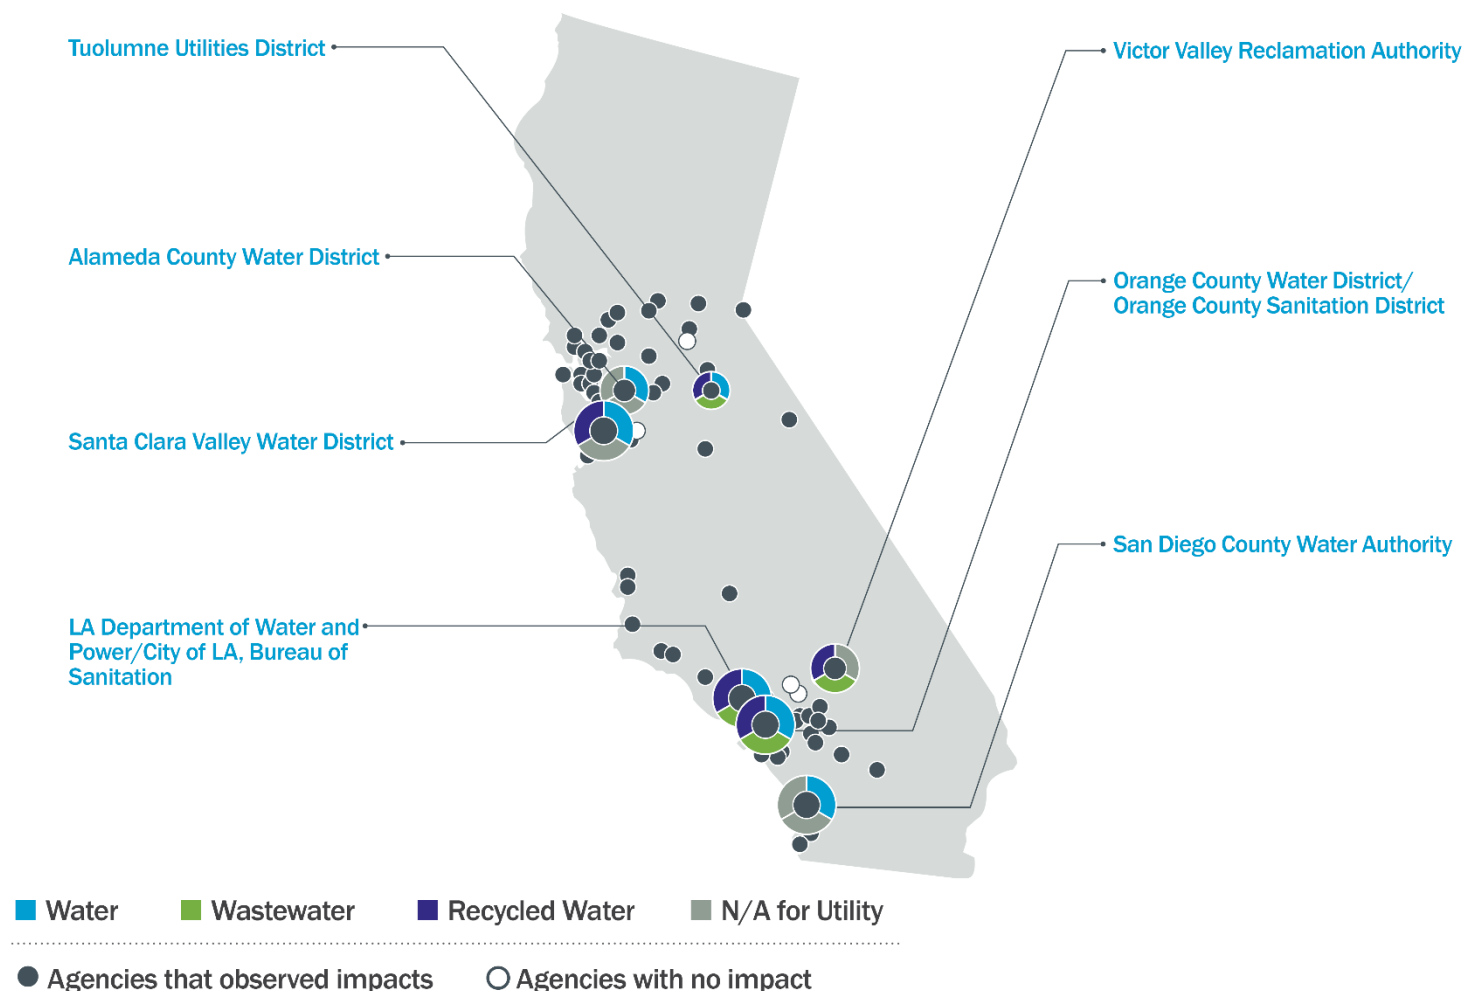 Tuolumne Utilities District
Victor Valley Reclamation Authority
Alameda County Water District
Orange County Water District/
Orange County Sanitation District
Santa Clara Valley Water District
San Diego County Water Authority
LA Department of Water and
Power/City of LA, Bureau of
Sanitation
Water
Wastewater
Recycled Water
N/A for Utility
Agencies that observed impacts
Agencies with no impact